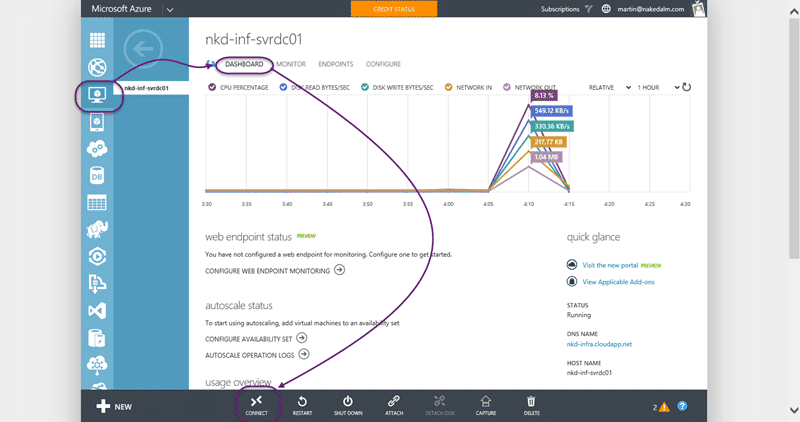 Microsoft Azure
CREDIT STATUS
Subscriptions
martin@nakedalm.com
nkd-inf-svrdc01
nkd-inf-svrdc01
DASHBOARD MONITOR ENDPOINTS CONFIGURE
CPU PERCENTAGE DISK READ BYTES/SEC DISK WRITE BYTES/SEC NETWORK IN NETWORK OUT RELATIVE 1 HOUR
8.13 %
549.12 KB/s
330.36 KB/s
217.77 KB
1.04 MB
3:30 3:35 3:40 3:45 3:50 3:55 4:00 4:05 4:10 4:15 4:20 4:25 4:30
web endpoint status PREVIEW
You have not configured a web endpoint for monitoring. Configure one to get started.
CONFIGURE WEB ENDPOINT MONITORING
autoscale status
To start using autoscaling, add virtual machines to an availability set
CONFIGURE AVAILABILITY SET
AUTOSCALE OPERATION LOGS
usage overview
quick glance
Visit the new portal PREVIEW
View Applicable Add-ons
STATUS
Running
DNS NAME
nkd-infra.cloudapp.net
HOST NAME
nkd-inf-svrdc01
DB
NEW
CONNECT RESTART SHUT DOWN ATTACH DETACH DISK CAPTURE DELETE
2
?